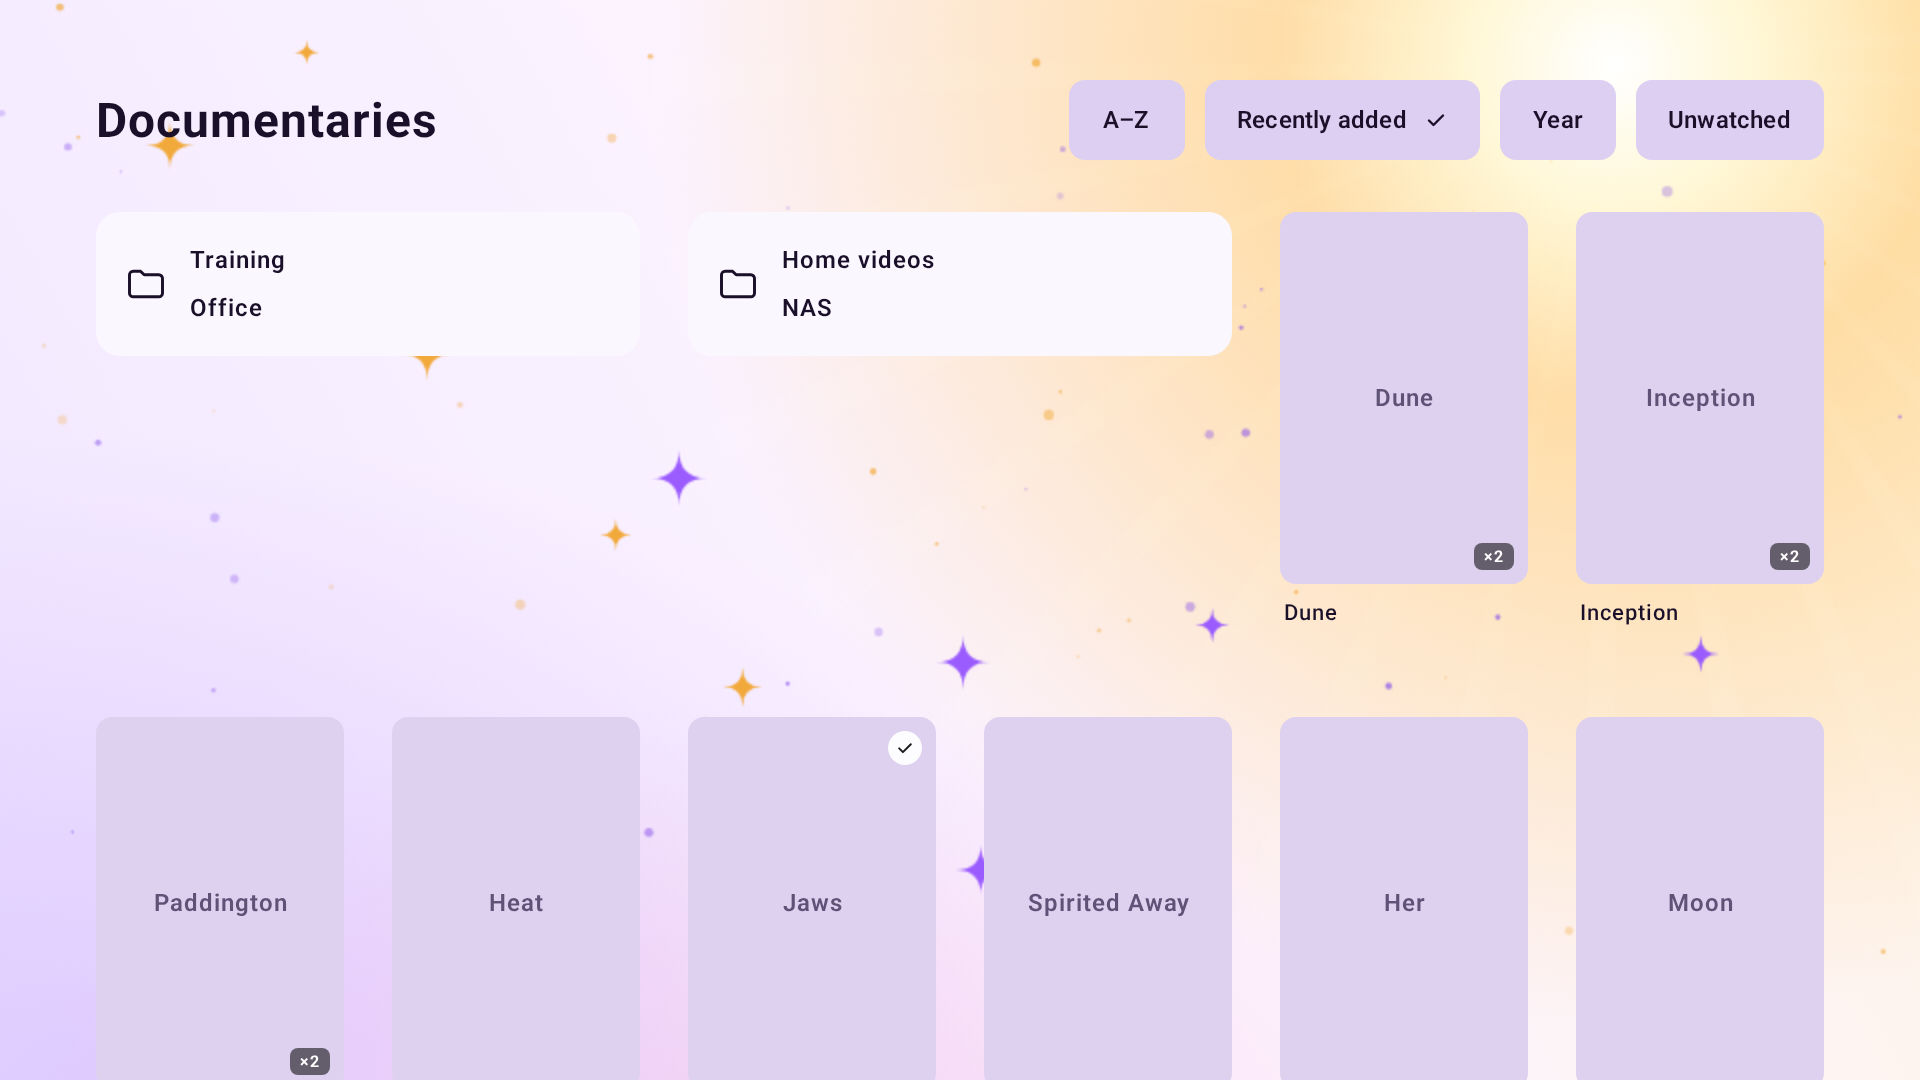 Documentaries
A–Z
Recently added
Year
Unwatched
Training
Office
Home videos
NAS
Dune
×2
Dune
Inception
×2
Inception
Paddington
×2
Heat
Jaws
Spirited Away
Her
Moon